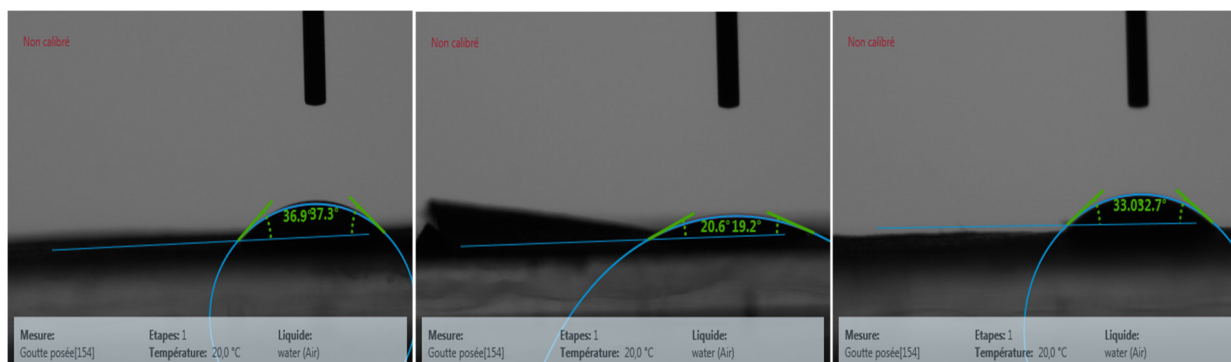 Non calibré
36.9°37.3°
Mesure: Etapes: 1 Liquide:
Goutte posée[154] Température: 20,0 °C water (Air)
Non calibré
20.6° 19.2°
Mesure: Etapes: 1 Liquide:
Goutte posée[154] Température: 20,0 °C water (Air)
Non calibré
33.0332.7°
Mesure: Etapes: 1 Liquide:
Goutte posée[154] Température: 20,0 °C water (Air)